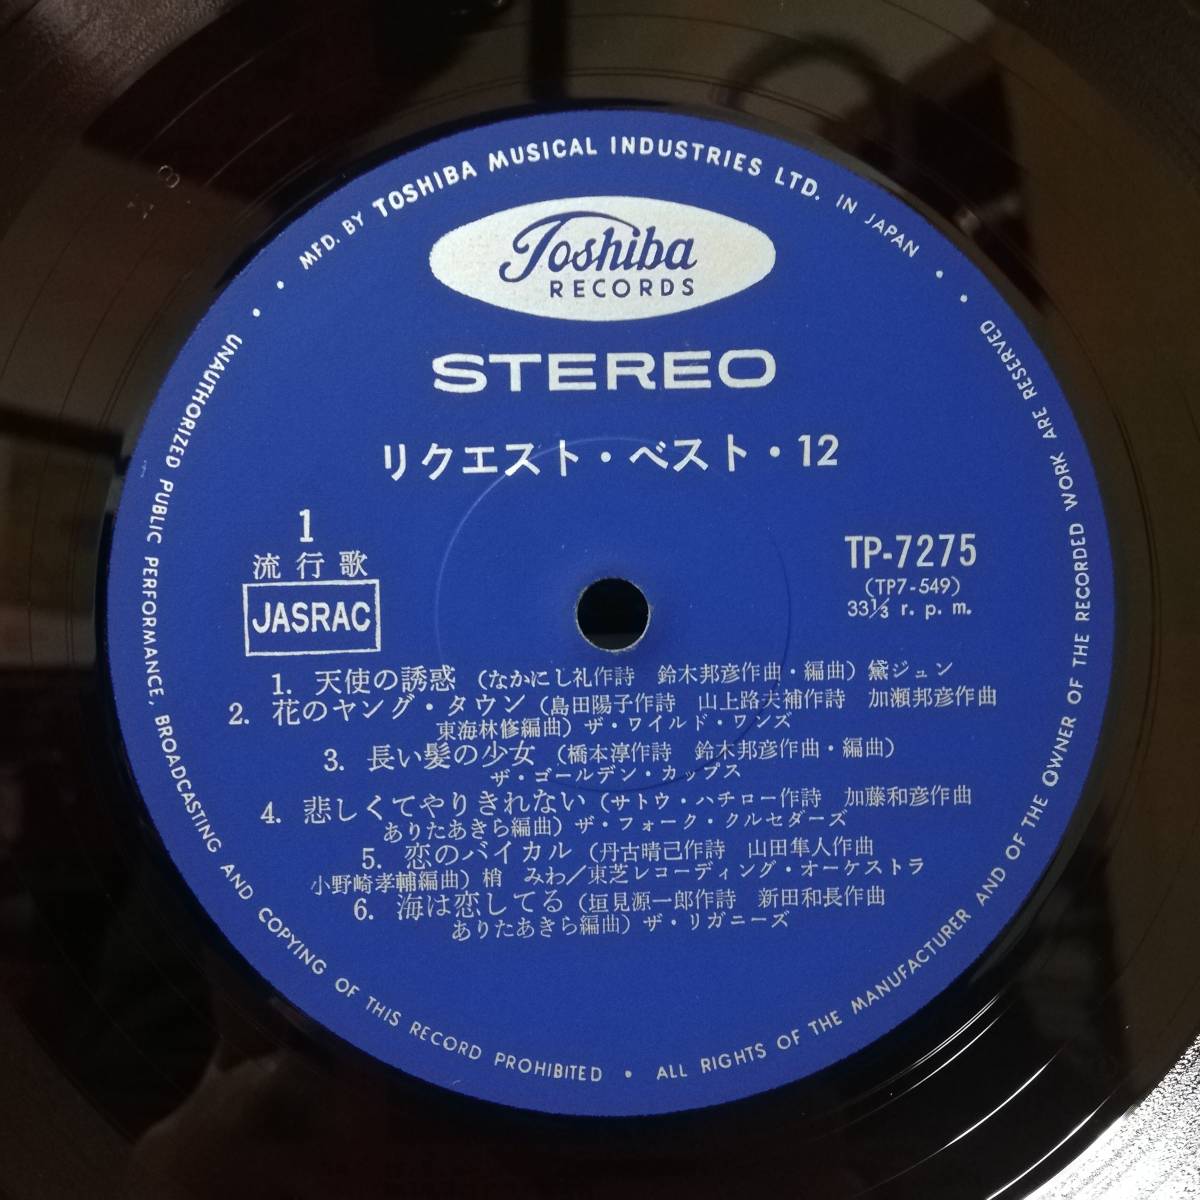 MFD. BY TOSHIBA MUSICAL INDUSTRIES LTD. IN JAPAN
Toshiba
RECORDS
STEREO
リクエスト・ベスト・12
1
流行歌
JASRAC
TP-7275
(TP7-549)
33⅓ r. p. m.
1. 天使の誘惑 (なかにし礼作詩 鈴木邦彦作曲・編曲) 黛ジュン
2. 花のヤング・タウン (島田陽子作詩 山上路夫補作詩 加瀬邦彦作曲
東海林修編曲) ザ・ワイルド・ワンズ
3. 長い髪の少女 (橋本淳作詩 鈴木邦彦作曲・編曲)
ザ・ゴールデン・カップス
4. 悲しくてやりきれない (サトウ・ハチロー作詩 加藤和彦作曲
ありたあきら編曲) ザ・フォーク・クルセダーズ
5. 恋のバイカル (丹古晴己作詩 山田隼人作曲
小野崎孝輔編曲) 梢 みわ/東芝レコーディング・オーケストラ
6. 海は恋してる (垣見源一郎作詩 新田和長作曲
ありたあきら編曲) ザ・リガニーズ
UNAUTHORIZED PUBLIC PERFORMANCE, BROADCASTING AND COPYING OF THIS RECORD PROHIBITED • ALL RIGHTS OF THE MANUFACTURER AND OF THE OWNER OF THE RECORDED WORK ARE RESERVED